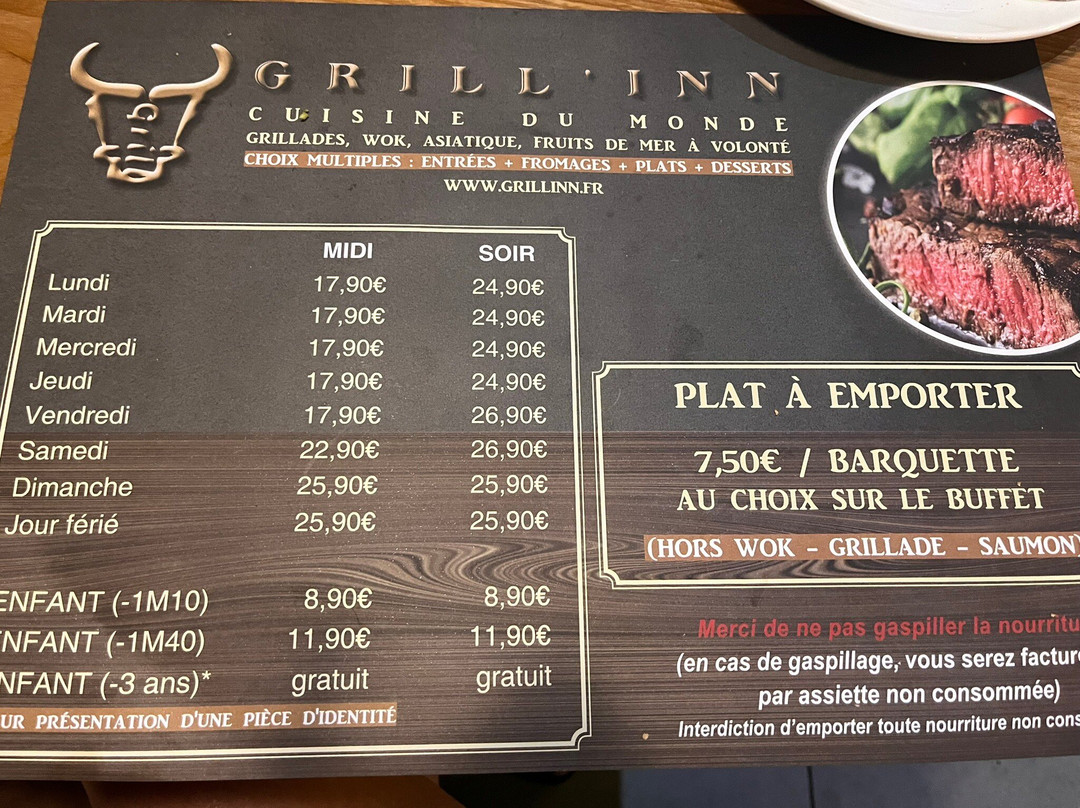 Grill
GRILL'INN
CUISINE DU MONDE
GRILLADES, WOK, ASIATIQUE, FRUITS DE MER À VOLONTÉ
CHOIX MULTIPLES : ENTRÉES + FROMAGES + PLATS + DESSERTS
WWW.GRILLINN.FR
MIDI SOIR
Lundi 17,90€ 24,90€
Mardi 17,90€ 24,90€
Mercredi 17,90€ 24,90€
Jeudi 17,90€ 24,90€
Vendredi 17,90€ 26,90€
Samedi 22,90€ 26,90€
Dimanche 25,90€ 25,90€
Jour férié 25,90€ 25,90€
ENFANT (-1M10) 8,90€ 8,90€
NFANT (-1M40) 11,90€ 11,90€
NFANT (-3 ans)* gratuit gratuit
UR PRÉSENTATION D'UNE PIÈCE D'IDENTITÉ
PLAT À EMPORTER
7,50€ / BARQUETTE
AU CHOIX SUR LE BUFFET
(HORS WOK - GRILLADE - SAUMON)
Merci de ne pas gaspiller la nourritu
(en cas de gaspillage, vous serez facturé
par assiette non consommée)
Interdiction d'emporter toute nourriture non cons